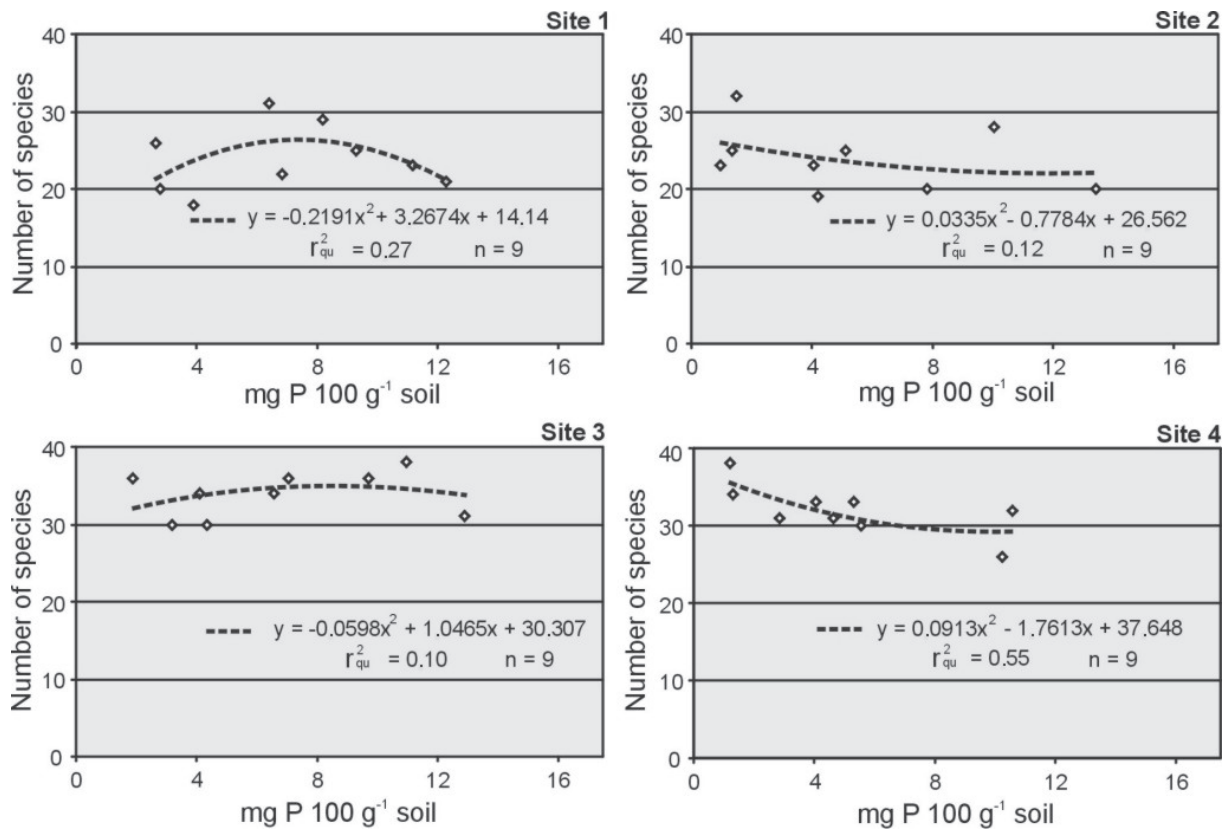 Site 1
40
30
20
10
0
Number of species
y = -0.2191x² + 3.2674x + 14.14
r²qu = 0.27 n = 9
0 4 8 12 16
mg P 100 g⁻¹ soil
Site 2
40
30
20
10
0
Number of species
y = 0.0335x² - 0.7784x + 26.562
r²qu = 0.12 n = 9
0 4 8 12 16
mg P 100 g⁻¹ soil
Site 3
40
30
20
10
0
Number of species
y = -0.0598x² + 1.0465x + 30.307
r²qu = 0.10 n = 9
0 4 8 12 16
mg P 100 g⁻¹ soil
Site 4
40
30
20
10
0
Number of species
y = 0.0913x² - 1.7613x + 37.648
r²qu = 0.55 n = 9
0 4 8 12 16
mg P 100 g⁻¹ soil